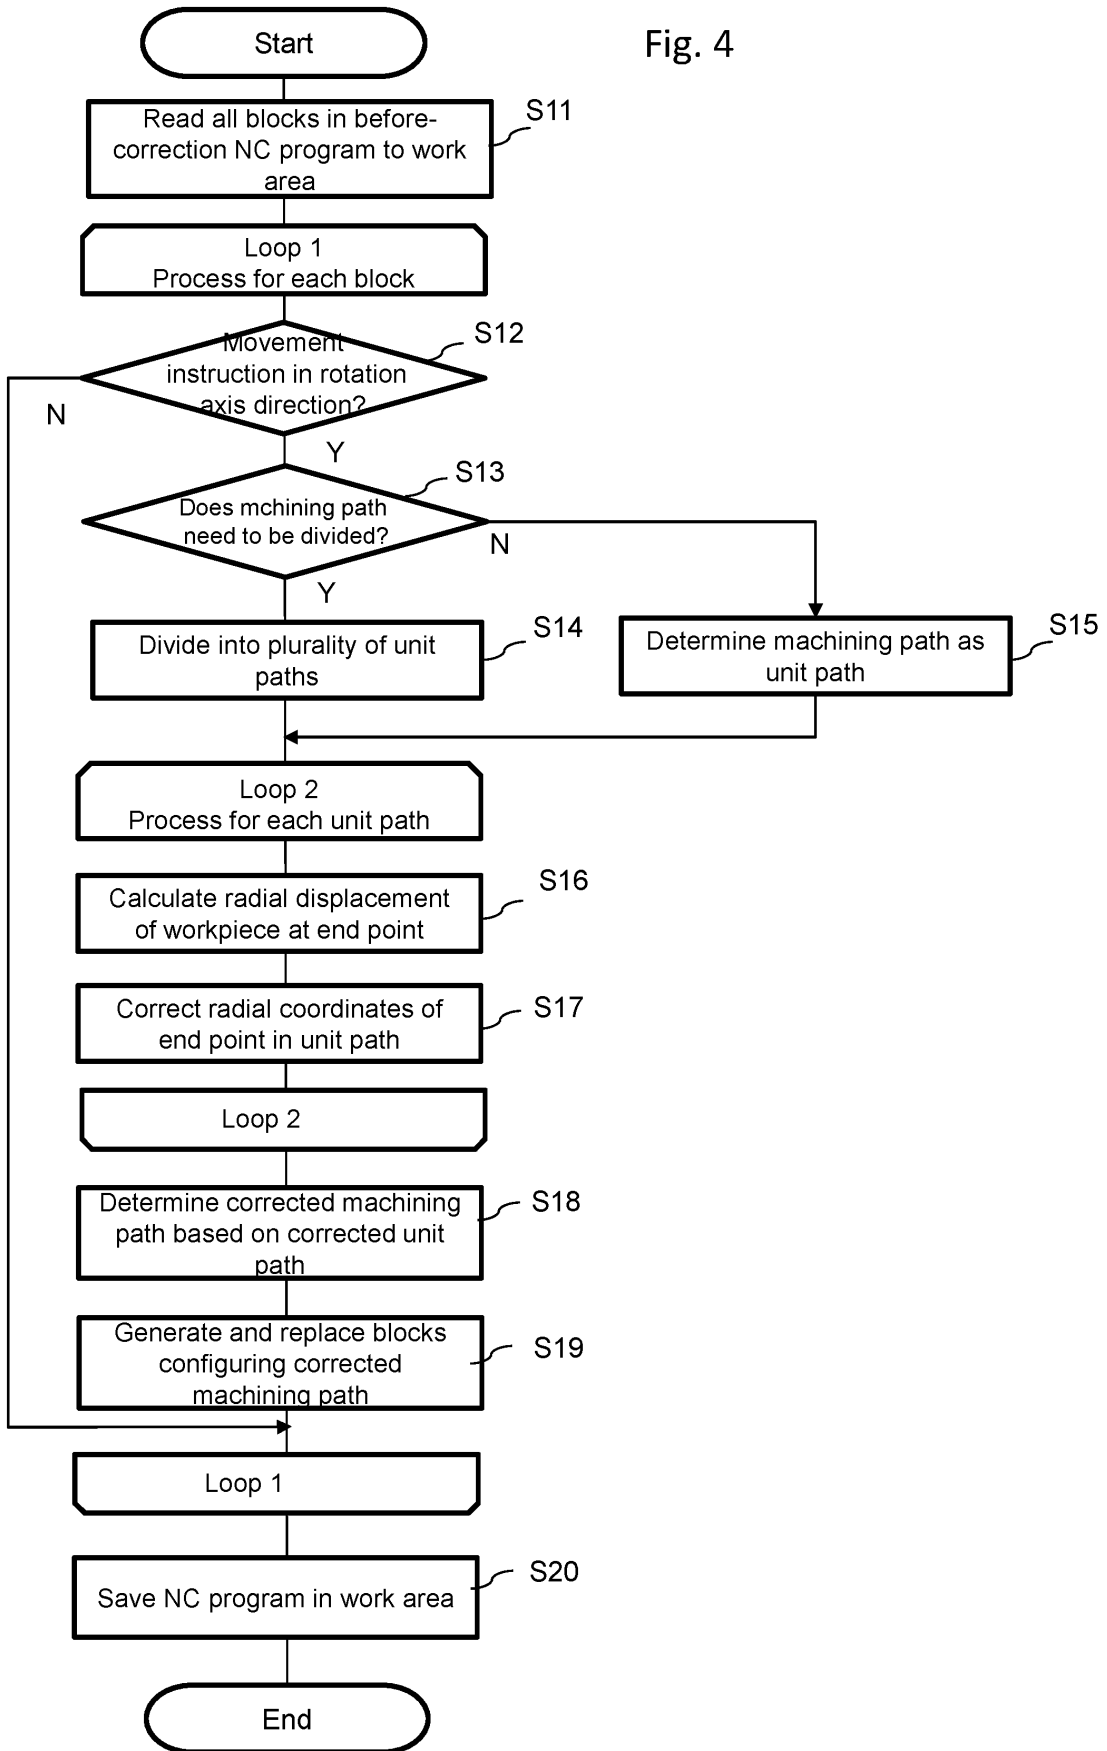 Start
Fig. 4
Read all blocks in before-
correction NC program to work
area
S11
Loop 1
Process for each block
Movement
instruction in rotation
axis direction?
S12
N
Y
Does mchining path
need to be divided?
S13
N
Y
Divide into plurality of unit
paths
S14
Determine machining path as
unit path
S15
Loop 2
Process for each unit path
Calculate radial displacement
of workpiece at end point
S16
Correct radial coordinates of
end point in unit path
S17
Loop 2
Determine corrected machining
path based on corrected unit
path
S18
Generate and replace blocks
configuring corrected
machining path
S19
Loop 1
Save NC program in work area
S20
End